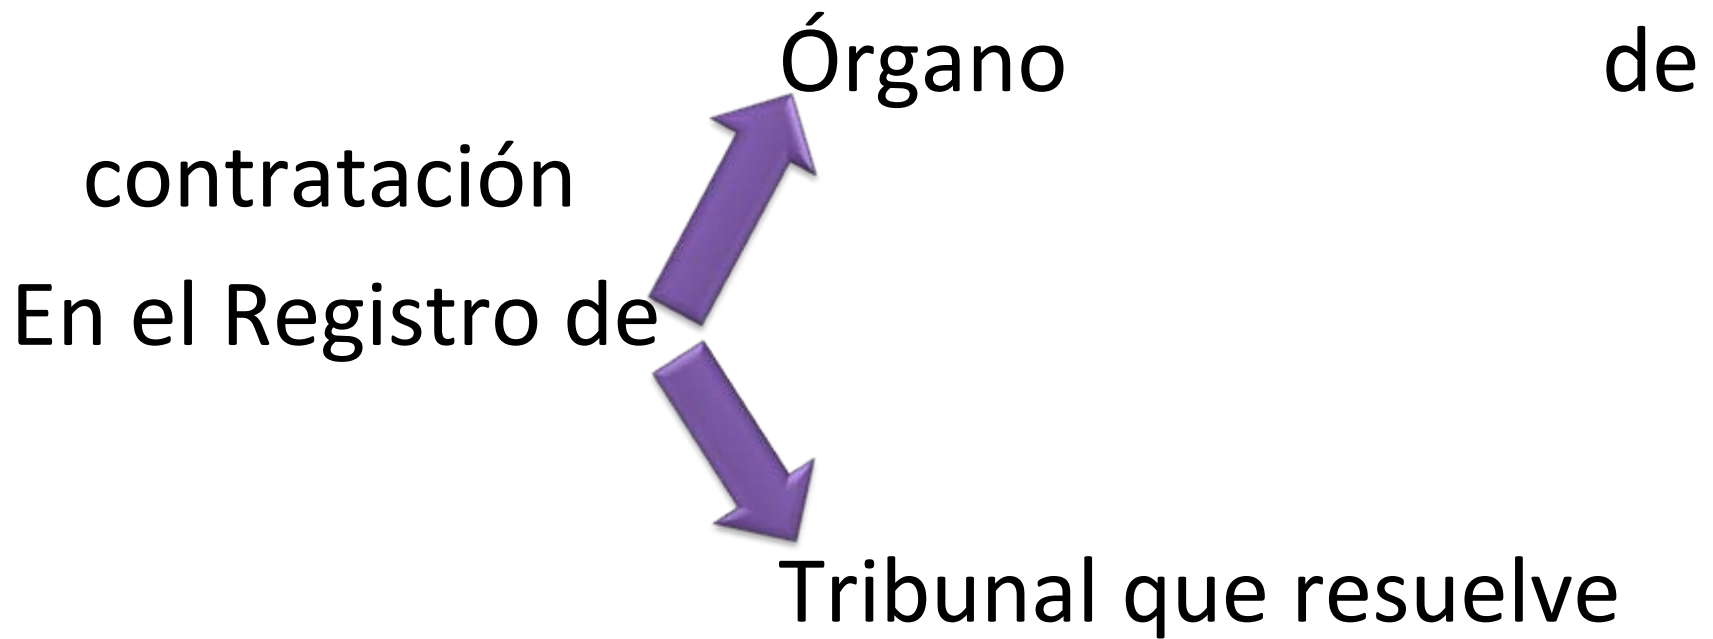 Órgano de
contratación
En el Registro de
Tribunal que resuelve